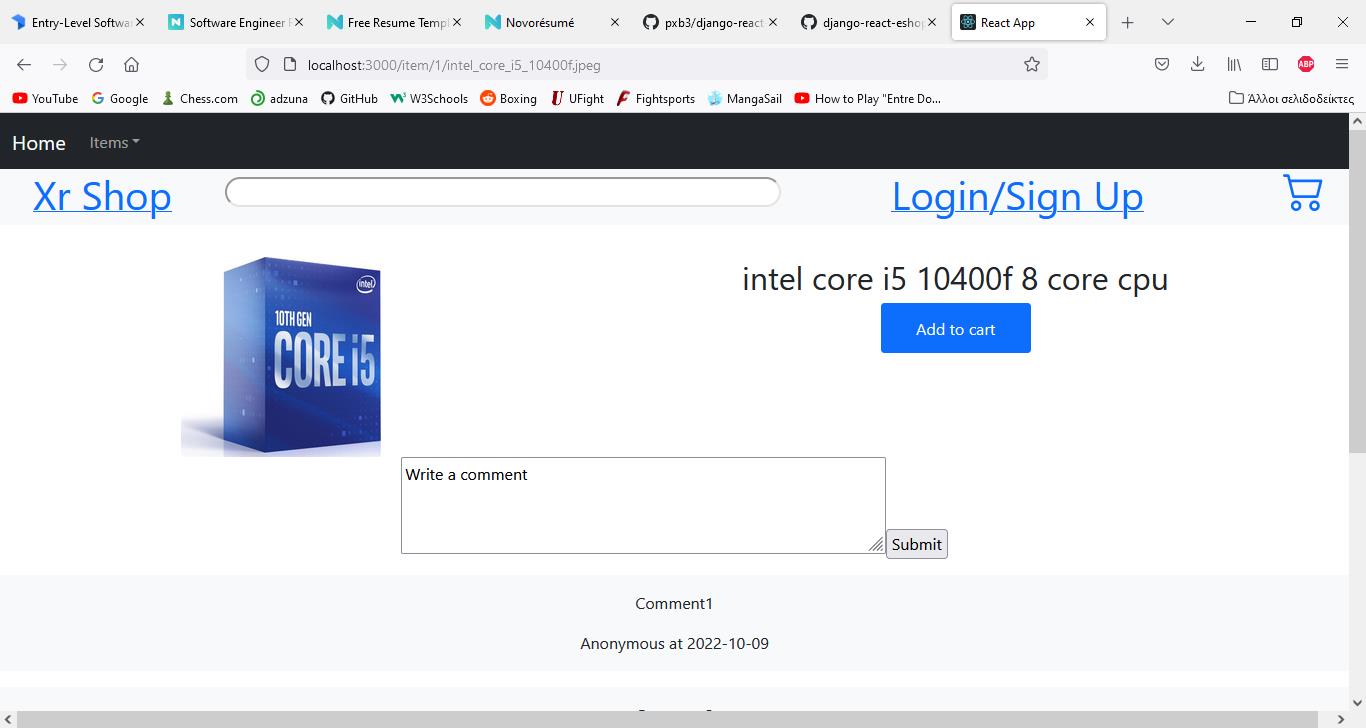 Entry-Level Softwar
Software Engineer R
Free Resume Templ
Novorésumé
pxb3/django-react
django-react-eshop
React App
localhost:3000/item/1/intel_core_i5_10400f.jpeg
ABP
YouTube
Google
Chess.com
adzuna
GitHub
W3Schools
Boxing
UFight
Fightsports
MangaSail
How to Play "Entre Do...
Άλλοι σελιδοδείκτες
Home
Items
Xr Shop
Login/Sign Up
intel
10TH GEN
CORE i5
intel core i5 10400f 8 core cpu
Add to cart
Write a comment
Submit
Comment1
Anonymous at 2022-10-09